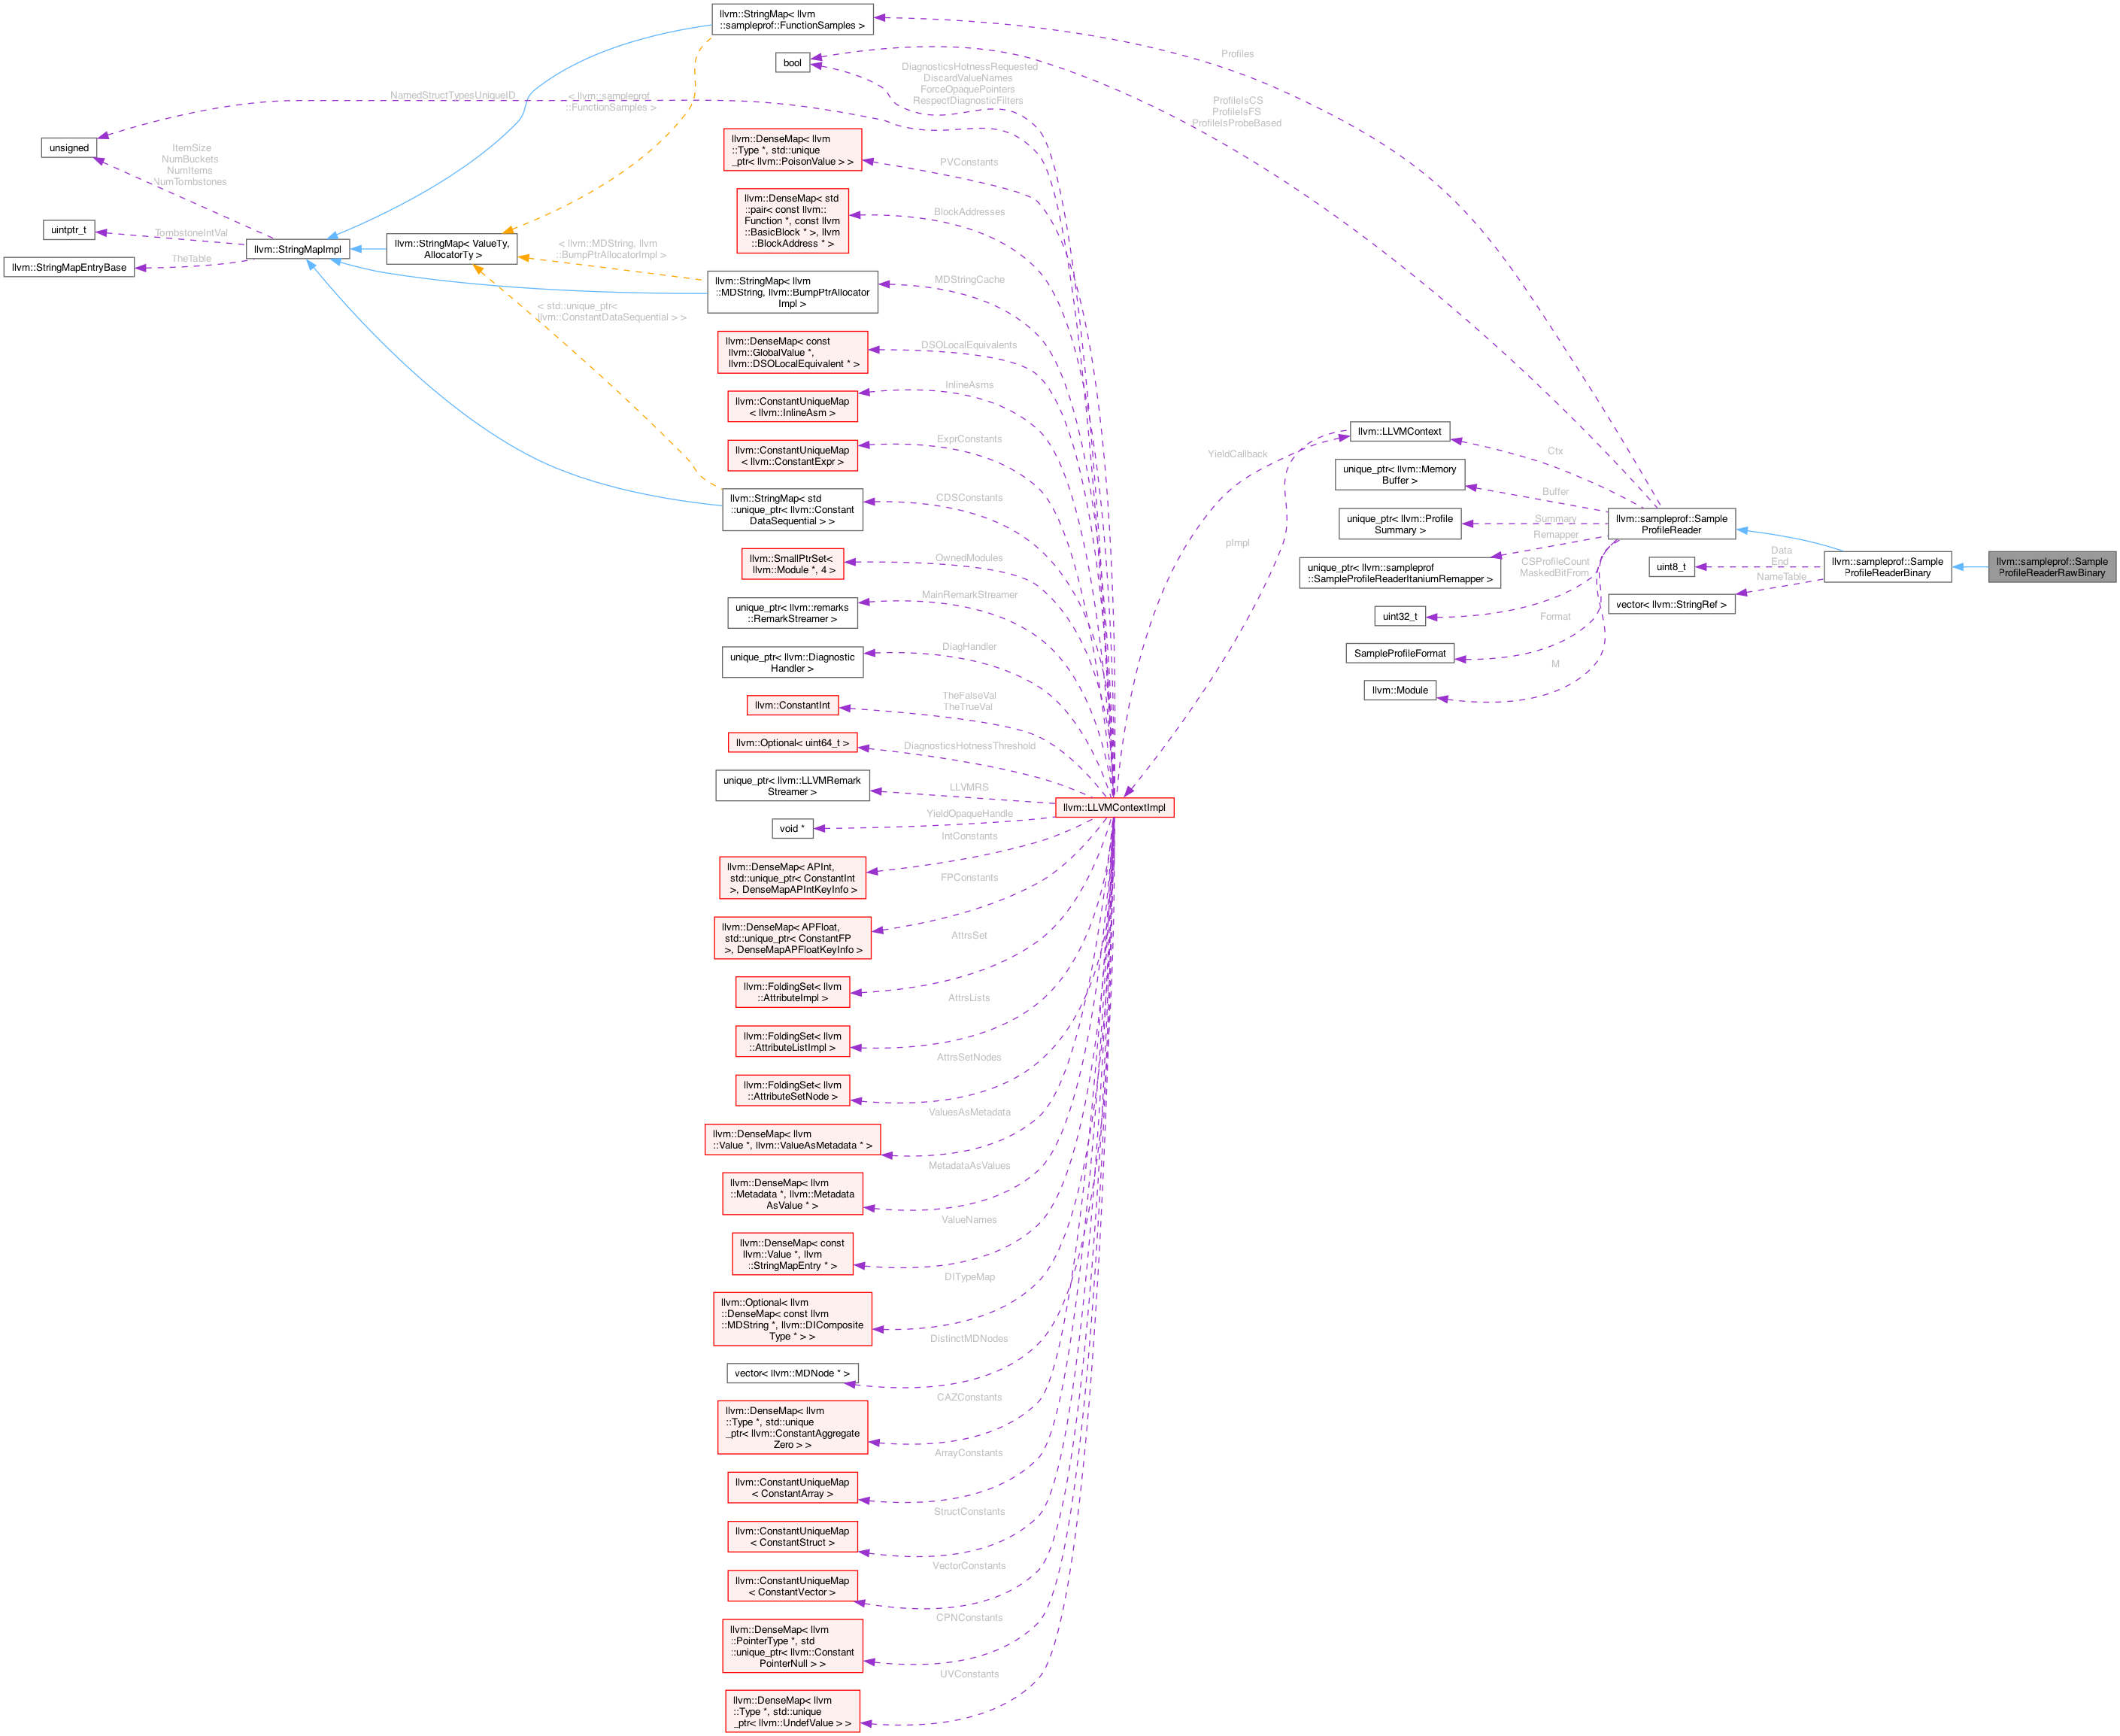 llvm::StringMap< llvm
::sampleprof::FunctionSamples >
bool
Profiles
DiagnosticsHotnessRequested
DiscardValueNames
ForceOpaquePointers
RespectDiagnosticFilters
NamedStructTypesUniqueID
< llvm::sampleprof
::FunctionSamples >
ProfileIsCS
ProfileIsFS
ProfileIsProbeBased
unsigned
ItemSize
NumBuckets
NumItems
NumTombstones
llvm::DenseMap< llvm
::Type *, std::unique
_ptr< llvm::PoisonValue > >
PVConstants
llvm::DenseMap< std
::pair< const llvm::
Function *, const llvm
::BasicBlock * >, llvm
::BlockAddress * >
BlockAddresses
uintptr_t
TombstoneIntVal
llvm::StringMapImpl
llvm::StringMap< ValueTy,
AllocatorTy >
< llvm::MDString, llvm
::BumpPtrAllocatorImpl >
llvm::StringMapEntryBase
TheTable
llvm::StringMap< llvm
::MDString, llvm::BumpPtrAllocator
Impl >
MDStringCache
< std::unique_ptr<
llvm::ConstantDataSequential > >
llvm::DenseMap< const
llvm::GlobalValue *,
llvm::DSOLocalEquivalent * >
DSOLocalEquivalents
llvm::ConstantUniqueMap
< llvm::InlineAsm >
InlineAsms
llvm::ConstantUniqueMap
< llvm::ConstantExpr >
ExprConstants
llvm::StringMap< std
::unique_ptr< llvm::Constant
DataSequential > >
CDSConstants
llvm::SmallPtrSet<
llvm::Module *, 4 >
OwnedModules
unique_ptr< llvm::remarks
::RemarkStreamer >
MainRemarkStreamer
unique_ptr< llvm::Diagnostic
Handler >
DiagHandler
llvm::ConstantInt
TheFalseVal
TheTrueVal
llvm::Optional< uint64_t >
DiagnosticsHotnessThreshold
unique_ptr< llvm::LLVMRemark
Streamer >
LLVMRS
void *
YieldOpaqueHandle
llvm::LLVMContextImpl
YieldCallback
pImpl
llvm::LLVMContext
Ctx
unique_ptr< llvm::Memory
Buffer >
Buffer
unique_ptr< llvm::Profile
Summary >
Summary
Remapper
unique_ptr< llvm::sampleprof
::SampleProfileReaderItaniumRemapper >
CSProfileCount
MaskedBitFrom
uint32_t
Format
SampleProfileFormat
M
llvm::Module
llvm::sampleprof::Sample
ProfileReader
uint8_t
Data
End
NameTable
vector< llvm::StringRef >
llvm::sampleprof::Sample
ProfileReaderBinary
llvm::sampleprof::Sample
ProfileReaderRawBinary
llvm::DenseMap< APInt,
std::unique_ptr< ConstantInt
>, DenseMapAPIntKeyInfo >
IntConstants
llvm::DenseMap< APFloat,
std::unique_ptr< ConstantFP
>, DenseMapAPFloatKeyInfo >
FPConstants
llvm::FoldingSet< llvm
::AttributeImpl >
AttrsSet
llvm::FoldingSet< llvm
::AttributeListImpl >
AttrsLists
llvm::FoldingSet< llvm
::AttributeSetNode >
AttrsSetNodes
llvm::DenseMap< llvm
::Value *, llvm::ValueAsMetadata * >
ValuesAsMetadata
llvm::DenseMap< llvm
::Metadata *, llvm::Metadata
AsValue * >
MetadataAsValues
llvm::DenseMap< const
llvm::Value *, llvm
::StringMapEntry * >
ValueNames
llvm::Optional< llvm
::DenseMap< const llvm
::MDString *, llvm::DIComposite
Type * > >
DITypeMap
vector< llvm::MDNode * >
DistinctMDNodes
llvm::DenseMap< llvm
::Type *, std::unique
_ptr< llvm::ConstantAggregate
Zero > >
CAZConstants
llvm::ConstantUniqueMap
< ConstantArray >
ArrayConstants
llvm::ConstantUniqueMap
< ConstantStruct >
StructConstants
llvm::ConstantUniqueMap
< ConstantVector >
VectorConstants
llvm::DenseMap< llvm
::PointerType *, std
::unique_ptr< llvm::Constant
PointerNull > >
CPNConstants
llvm::DenseMap< llvm
::Type *, std::unique
_ptr< llvm::UndefValue > >
UVConstants